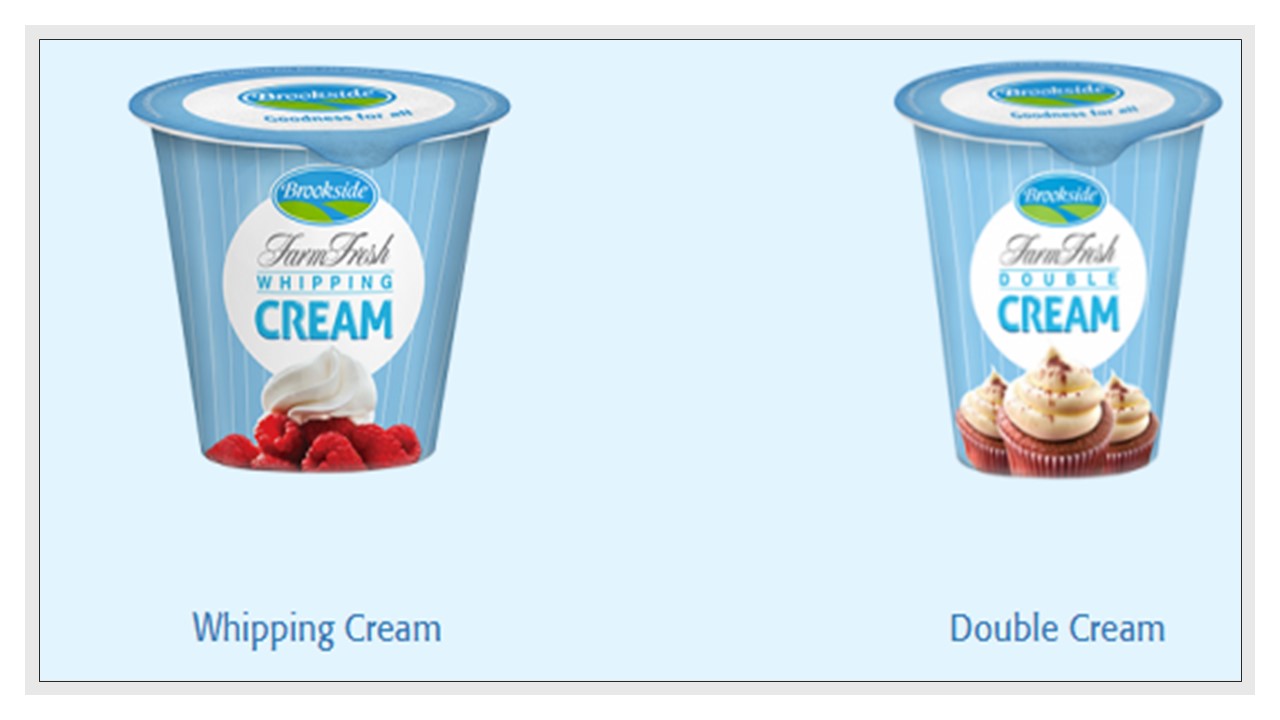 Brookside
Goodness for all
Brookside
Farm Fresh
WHIPPING
CREAM
Whipping Cream
Brookside
Goodness for all
Brookside
Farm Fresh
DOUBLE
CREAM
Double Cream